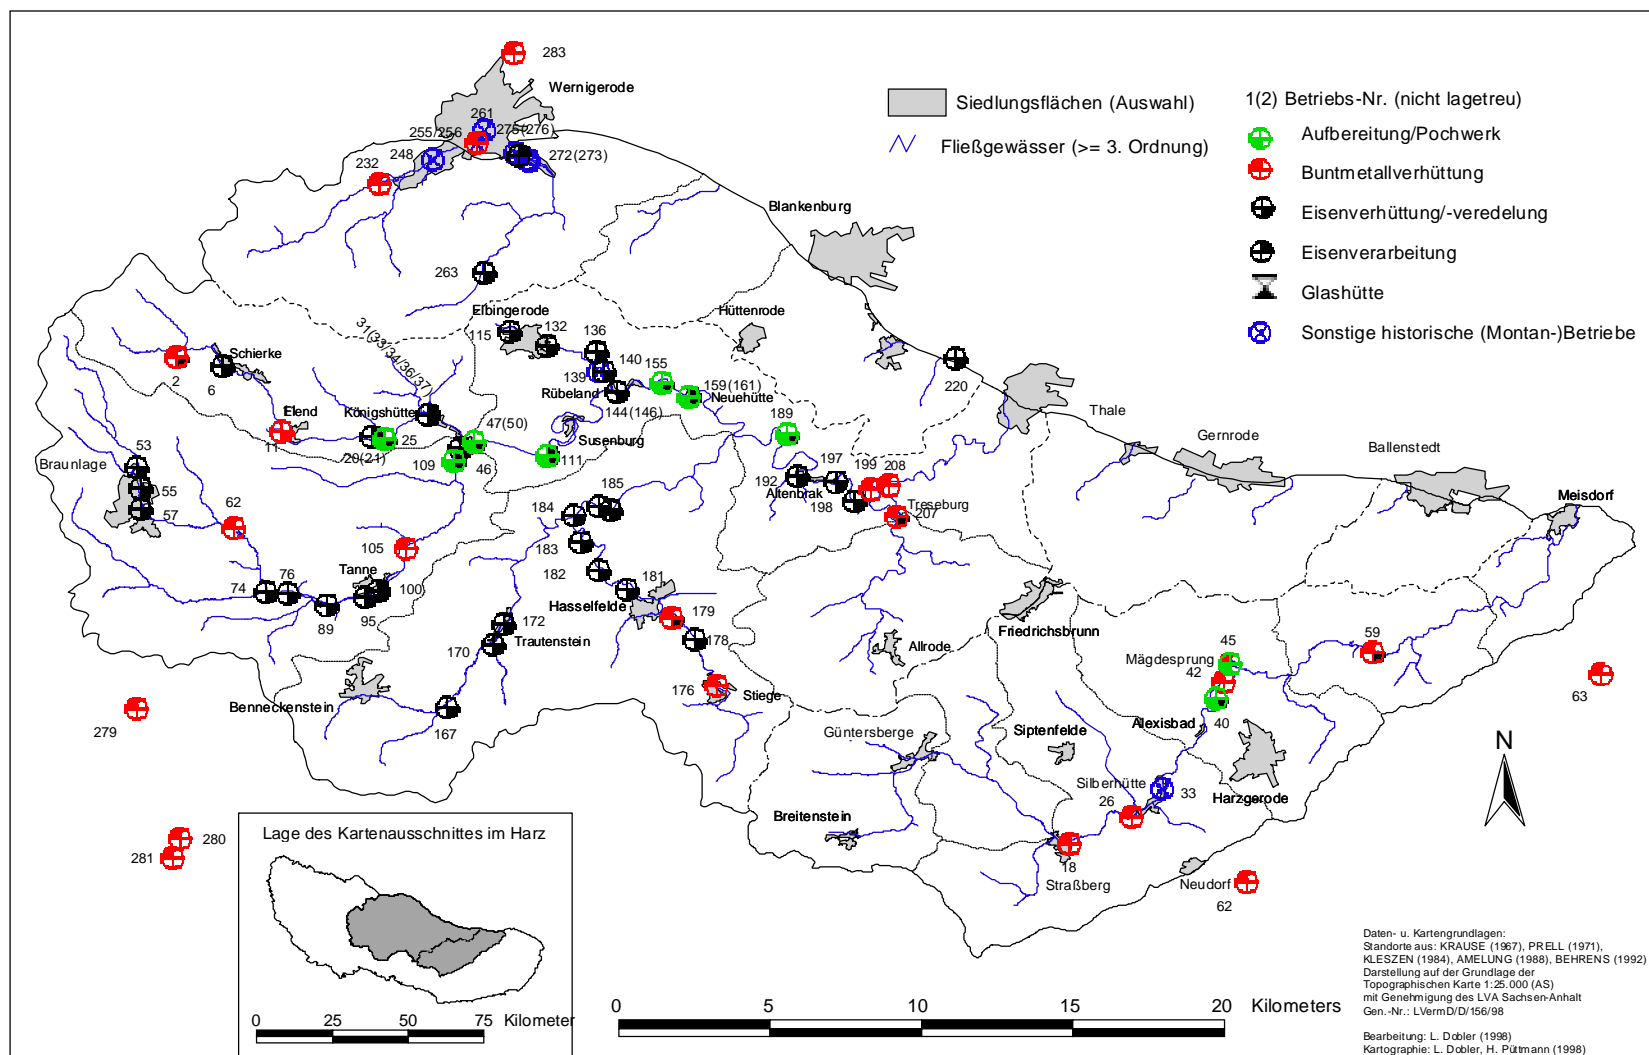 283
Wernigerode
261
255/256
275(276)
248
272(273)
232
Siedlungsflächen (Auswahl)
Fließgewässer (>= 3. Ordnung)
1(2) Betriebs-Nr. (nicht lagetreu)
Aufbereitung/Pochwerk
Buntmetallverhüttung
Eisenverhüttung/-veredelung
Eisenverarbeitung
Glashütte
Sonstige historische (Montan-)Betriebe
Blankenburg
263
Elbingerode
115
132
136
Hüttenrode
31(33/34/36/37)
Schierke
2
6
139
140
155
Rübeland
159(161)
Neuehütte
144(146)
220
Elend
11
Königshütte
20(21)
25
47(50)
109
46
Susenburg
111
189
Thale
Gernrode
Ballenstedt
Meisdorf
53
Braunlage
55
57
62
192
197
199
208
Altenbrak
198
Treseburg
207
184
185
183
182
181
105
Tanne
74
76
89
95
100
Hasselfelde
179
178
172
Trautenstein
170
176
Stiege
Benneckenstein
167
Allrode
Friedrichsbrunn
45
Mägdesprung
42
40
59
63
Alexisbad
279
Güntersberge
Siptenfelde
Silberhütte
26
33
Harzgerode
N
Breitenstein
280
281
18
Straßberg
Neudorf
62
Lage des Kartenausschnittes im Harz
0 25 50 75 Kilometer
0 5 10 15 20 Kilometers
Daten- u. Kartengrundlagen:
Standorte aus: KRAUSE (1967), PRELL (1971),
KLESZEN (1984), AMELUNG (1988), BEHRENS (1992)
Darstellung auf der Grundlage der
Topographischen Karte 1:25.000 (AS)
mit Genehmigung des LVA Sachsen-Anhalt
Gen.-Nr.: LVermD/D/156/98
Bearbeitung: L. Dobler (1998)
Kartographie: L. Dobler, H. Püttmann (1998)